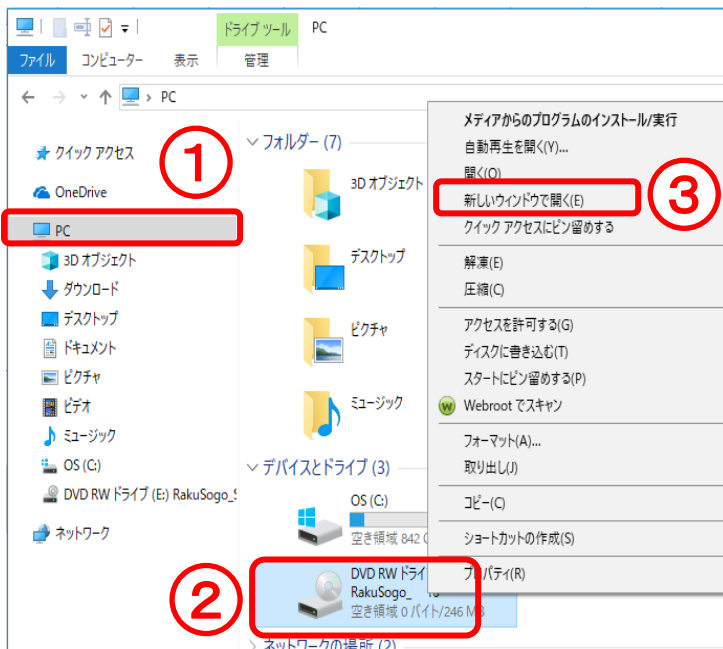 ドライブ ツール
PC
ファイル
コンピューター
表示
管理
PC
クイック アクセス
OneDrive
PC
3D オブジェクト
ダウンロード
デスクトップ
ドキュメント
ピクチャ
ビデオ
ミュージック
OS (C:)
DVD RW ドライブ (E:) RakuSogo_S
ネットワーク
①
フォルダー (7)
3D オブジェクト
デスクトップ
ピクチャ
ミュージック
デバイスとドライブ (3)
OS (C:)
空き領域 842
②
DVD RW ドライ
RakuSogo_
空き領域 0 バイト/246 MB
ネットワークの場所 (2)
メディアからのプログラムのインストール/実行
自動再生を開く(Y)...
開く(O)
新しいウィンドウで開く(E)
③
クイック アクセスにピン留めする
解凍(E)
圧縮(C)
アクセスを許可する(G)
ディスクに書き込む(T)
スタートにピン留めする(P)
Webroot でスキャン
フォーマット(A)...
取り出し(J)
コピー(C)
ショートカットの作成(S)
プロパティ(R)